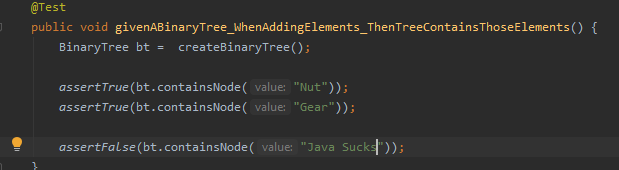 @Test
public void givenABinaryTree_WhenAddingElements_ThenTreeContainsThoseElements() {
BinaryTree bt =  createBinaryTree();
assertTrue(bt.containsNode( value: "Nut"));
assertTrue(bt.containsNode( value: "Gear"));
assertFalse(bt.containsNode( value: "Java Sucks"));
}